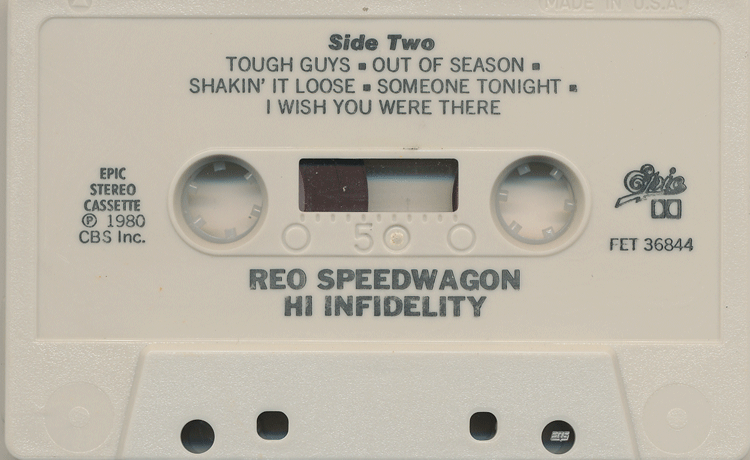 MADE IN U.S.A.
Side Two
TOUGH GUYS ▪ OUT OF SEASON ▪
SHAKIN' IT LOOSE ▪ SOMEONE TONIGHT ▪
I WISH YOU WERE THERE
EPIC
STEREO
CASSETTE
℗ 1980
CBS Inc.
50
Epic
FET 36844
REO SPEEDWAGON
HI INFIDELITY